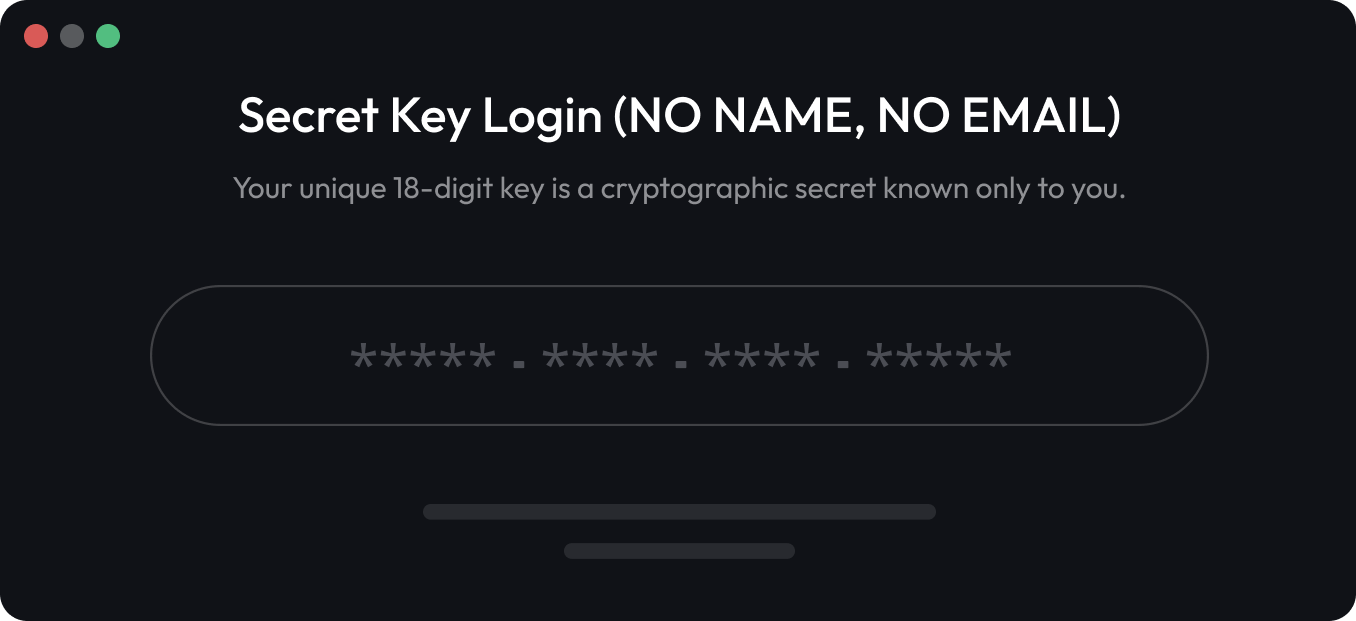 Secret Key Login (NO NAME, NO EMAIL)
Your unique 18-digit key is a cryptographic secret known only to you.
*****.****.****.*****